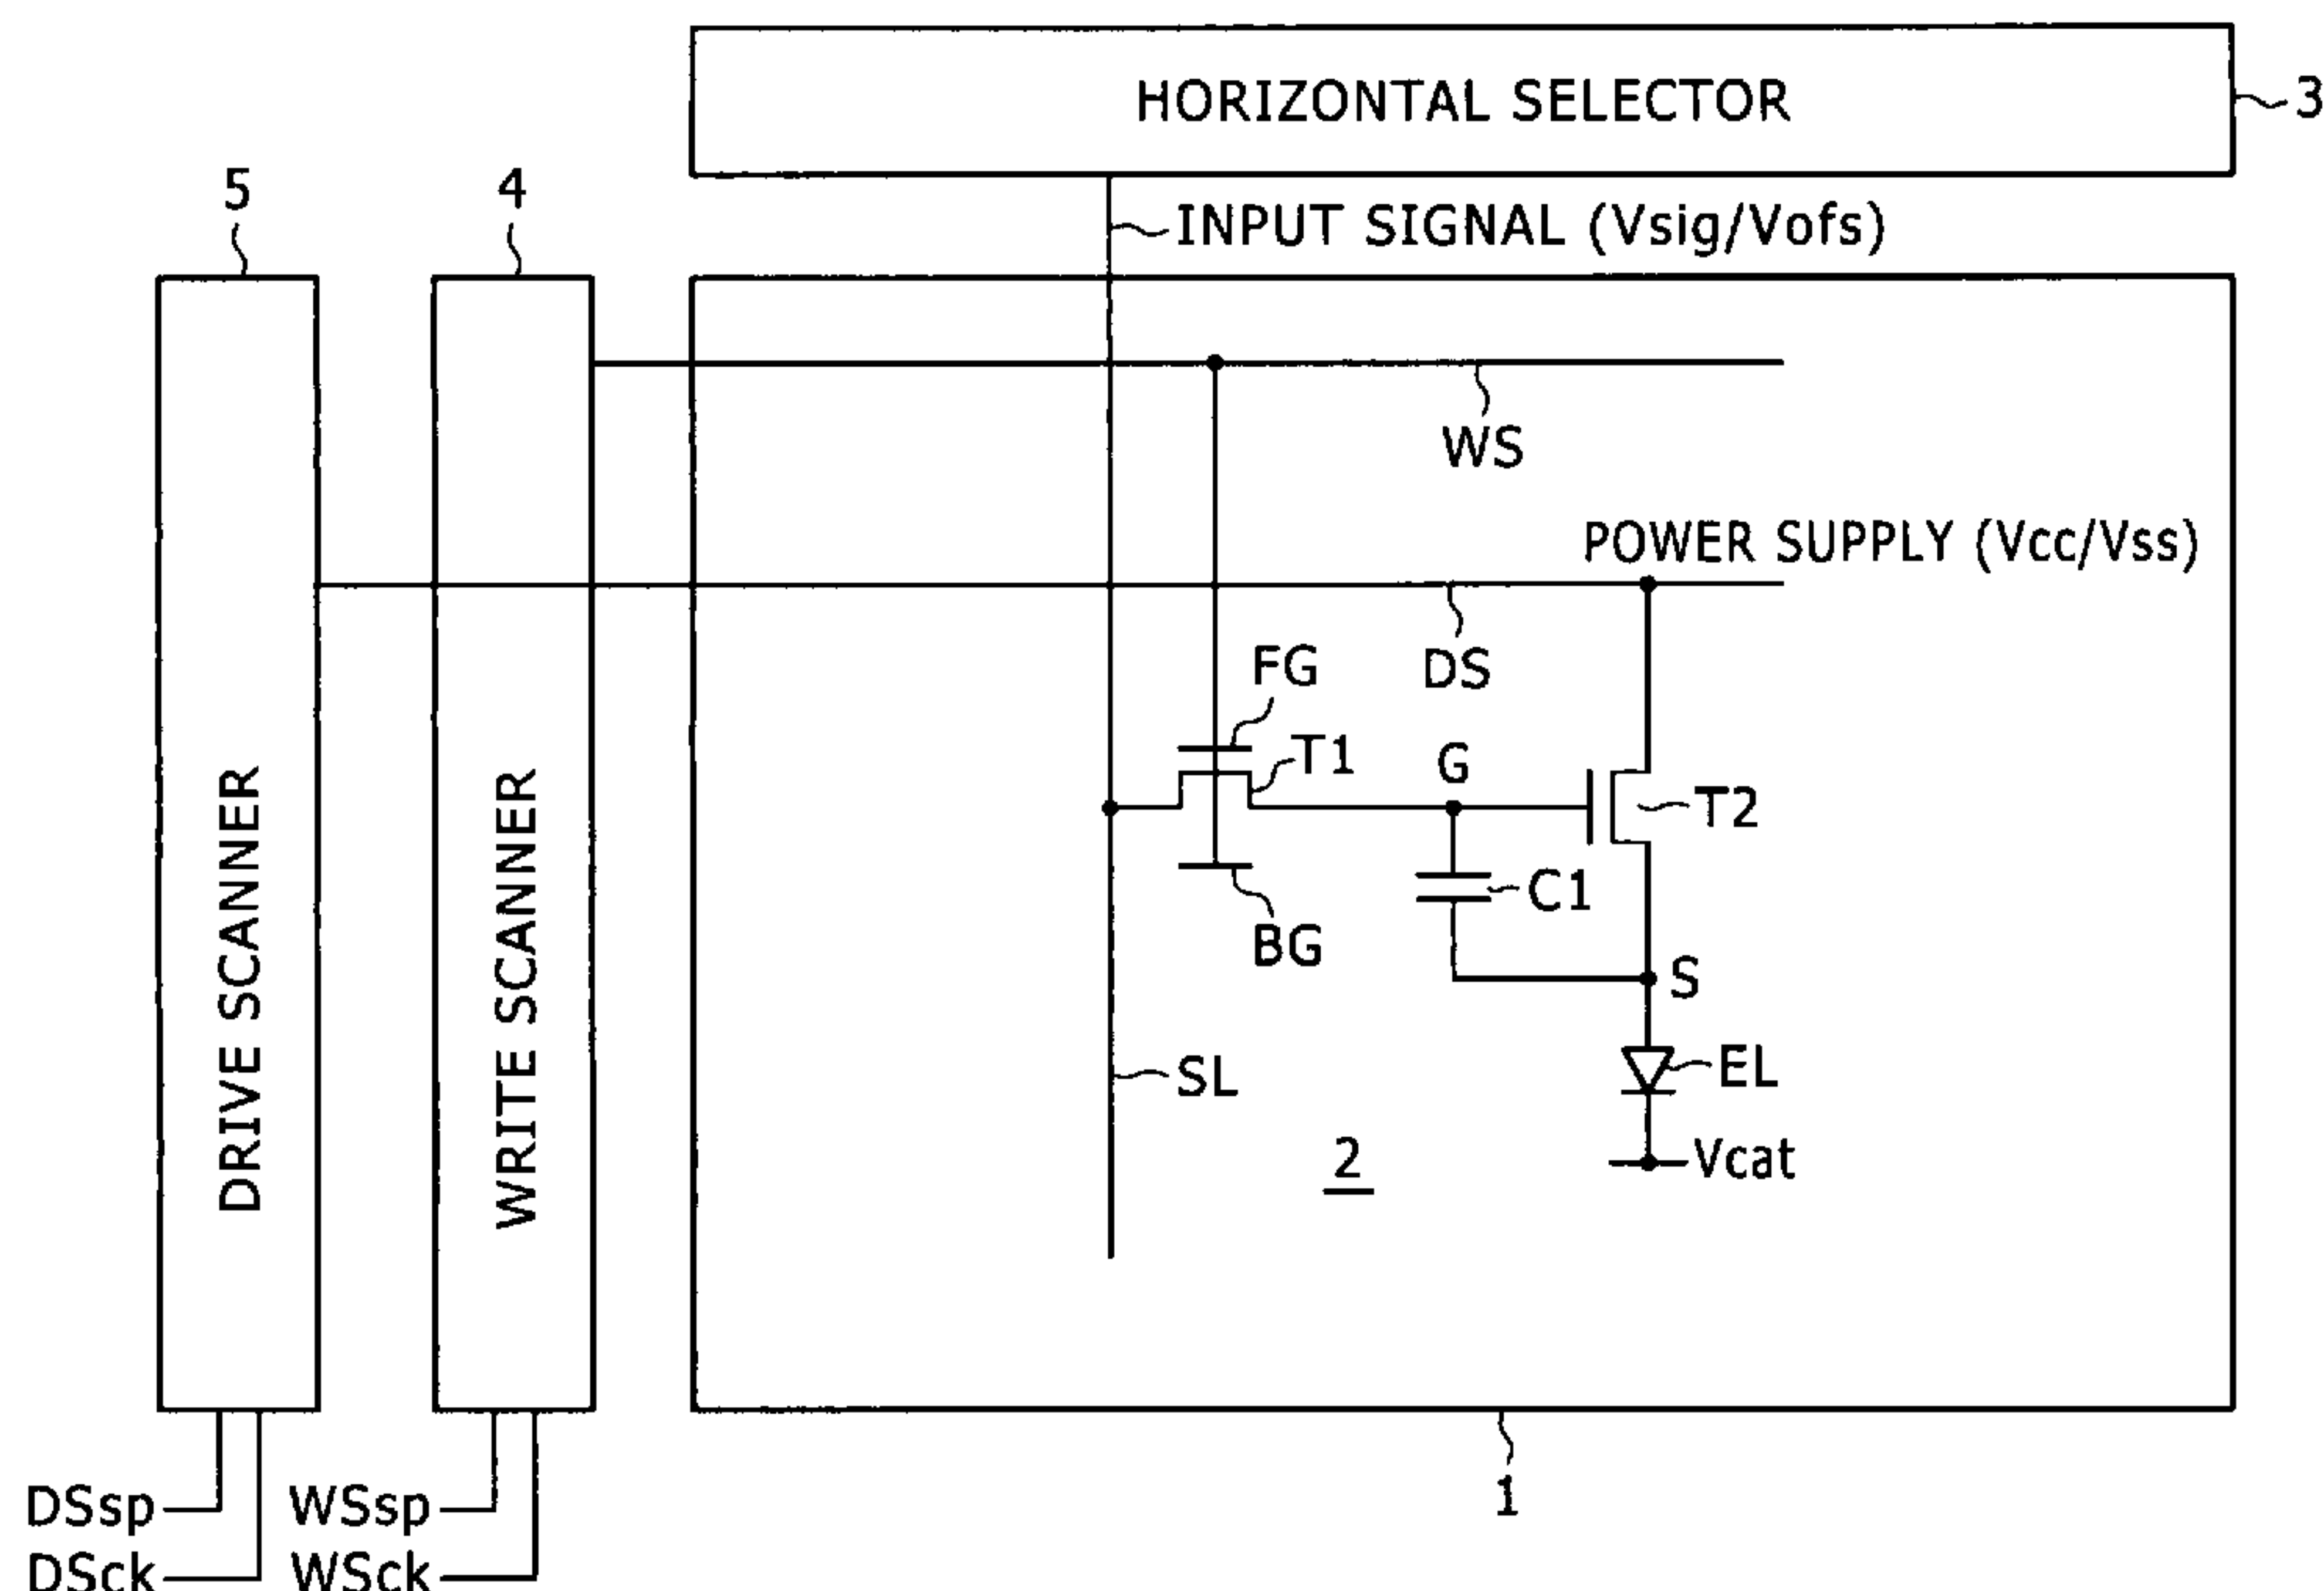 HORIZONTAL SELECTOR
3
5
4
INPUT SIGNAL (Vsig/Vofs)
WS
POWER SUPPLY (Vcc/Vss)
DS
FG
T1
G
T2
C1
BG
S
SL
EL
2
Vcat
DRIVE SCANNER
WRITE SCANNER
1
DSsp
WSsp
DSck
WSck